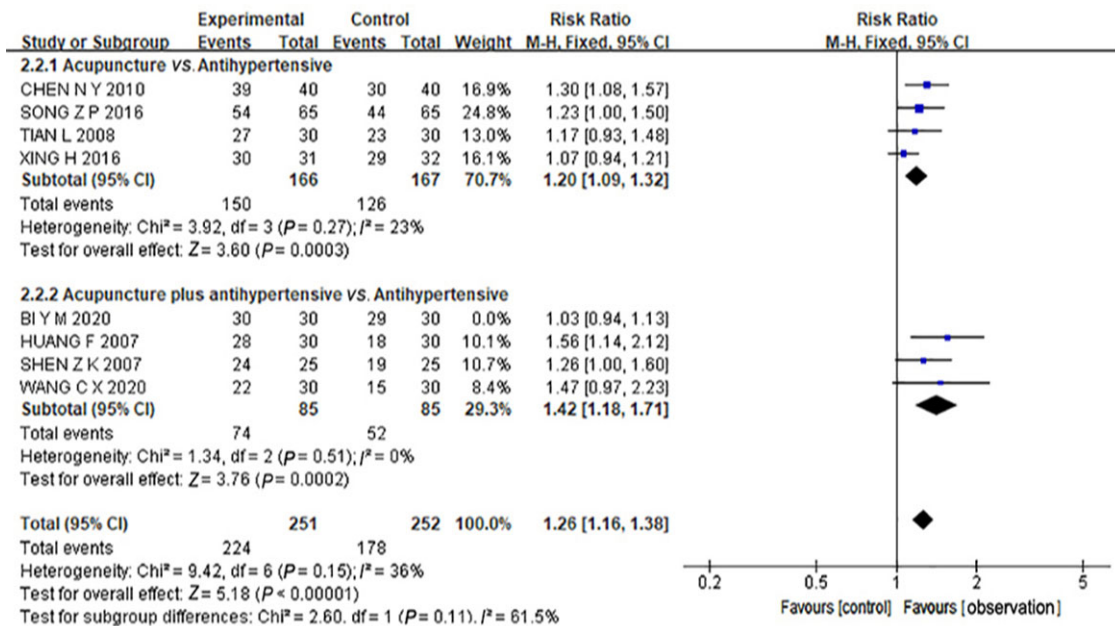 Experimental Control Risk Ratio Risk Ratio
Study or Subgroup Events Total Events Total Weight M-H, Fixed, 95% CI M-H, Fixed, 95% CI
2.2.1 Acupuncture VS. Antihypertensive
CHEN N Y 2010 39 40 30 40 16.9% 1.30 [1.08, 1.57]
SONG Z P 2016 54 65 44 65 24.8% 1.23 [1.00, 1.50]
TIAN L 2008 27 30 23 30 13.0% 1.17 [0.93, 1.48]
XING H 2016 30 31 29 32 16.1% 1.07 [0.94, 1.21]
Subtotal (95% CI) 166 167 70.7% 1.20 [1.09, 1.32]
Total events 150 126
Heterogeneity: Chi² = 3.92, df = 3 (P = 0.27); I² = 23%
Test for overall effect: Z = 3.60 (P = 0.0003)
2.2.2 Acupuncture plus antihypertensive VS. Antihypertensive
BI Y M 2020 30 30 29 30 0.0% 1.03 [0.94, 1.13]
HUANG F 2007 28 30 18 30 10.1% 1.56 [1.14, 2.12]
SHEN Z K 2007 24 25 19 25 10.7% 1.26 [1.00, 1.60]
WANG C X 2020 22 30 15 30 8.4% 1.47 [0.97, 2.23]
Subtotal (95% CI) 85 85 29.3% 1.42 [1.18, 1.71]
Total events 74 52
Heterogeneity: Chi² = 1.34, df = 2 (P = 0.51); I² = 0%
Test for overall effect: Z = 3.76 (P = 0.0002)
Total (95% CI) 251 252 100.0% 1.26 [1.16, 1.38]
Total events 224 178
Heterogeneity: Chi² = 9.42, df = 6 (P = 0.15); I² = 36%
Test for overall effect: Z = 5.18 (P < 0.00001)
Test for subgroup differences: Chi² = 2.60. df = 1 (P = 0.11). I² = 61.5%
0.2 0.5 1 2 5
Favours [control] Favours [observation]